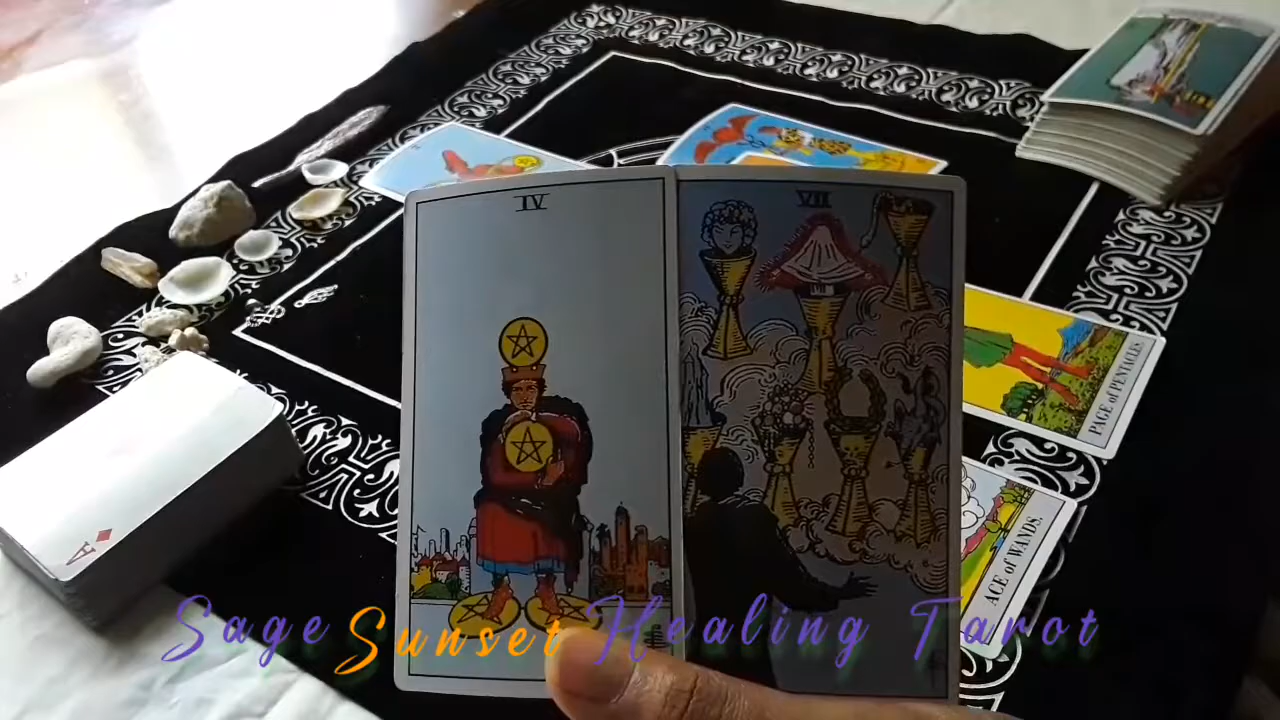 IV
VII
PAGE of PENTACLES
ACE of WANDS.
A
Sage Sunset Healing Tarot